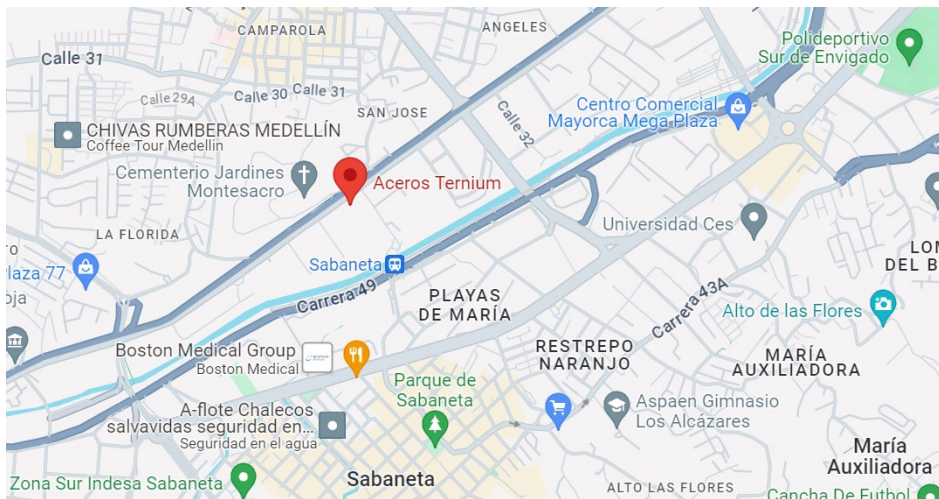 CAMPAROLA
ANGELES
Polideportivo
Sur de Envigado
Calle 31
Calle 29A
Calle 30
Calle 31
SAN JOSE
Calle 32
Centro Comercial
Mayorca Mega Plaza
CHIVAS RUMBERAS MEDELLÍN
Coffee Tour Medellin
Cementerio Jardines
Montesacro
Aceros Ternium
LA FLORIDA
Universidad Ces
laza 77
oja
Sabaneta
Carrera 49
PLAYAS
DE MARÍA
Carrera 43A
LON
DEL B
Alto de las Flores
Boston Medical Group
Boston Medical
RESTREPO
NARANJO
MARÍA
AUXILIADORA
Parque de
Sabaneta
A-flote Chalecos
salvavidas seguridad en...
Seguridad en el agua
Aspaen Gimnasio
Los Alcázares
María
Auxiliadora
Zona Sur Indesa Sabaneta
Sabaneta
ALTO LAS FLORES
Cancha De Futbol